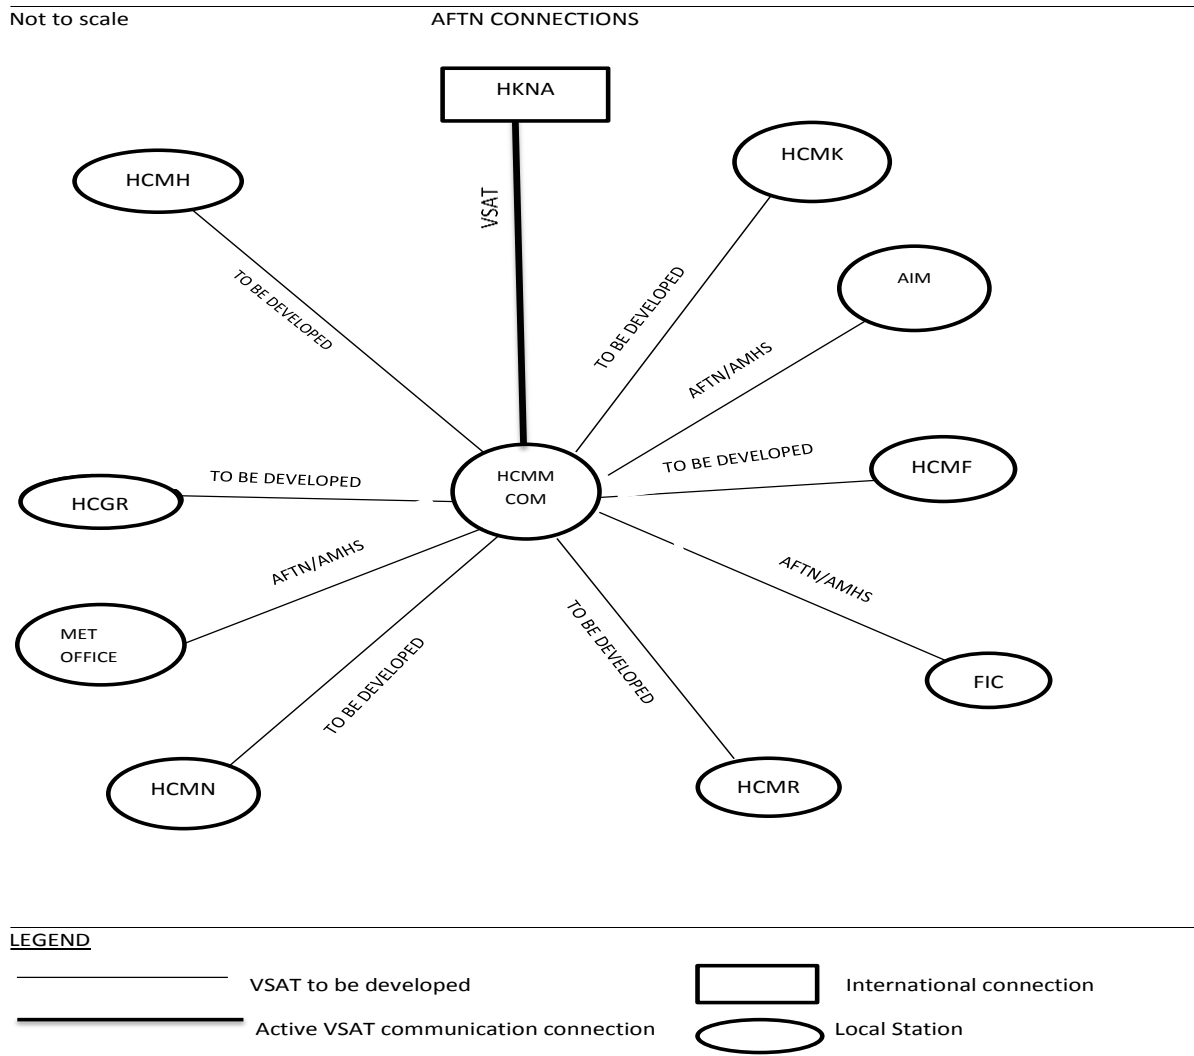 Not to scale
AFTN CONNECTIONS
HKNA
HCMK
HCMH
VSAT
AIM
TO BE DEVELOPED
TO BE DEVELOPED
AFTN/AMHS
TO BE DEVELOPED
HCMF
TO BE DEVELOPED
HCMM
COM
HCGR
AFTN/AMHS
AFTN/AMHS
MET
OFFICE
TO BE DEVELOPED
TO BE DEVELOPED
FIC
HCMN
HCMR
LEGEND
VSAT to be developed
International connection
Active VSAT communication connection
Local Station